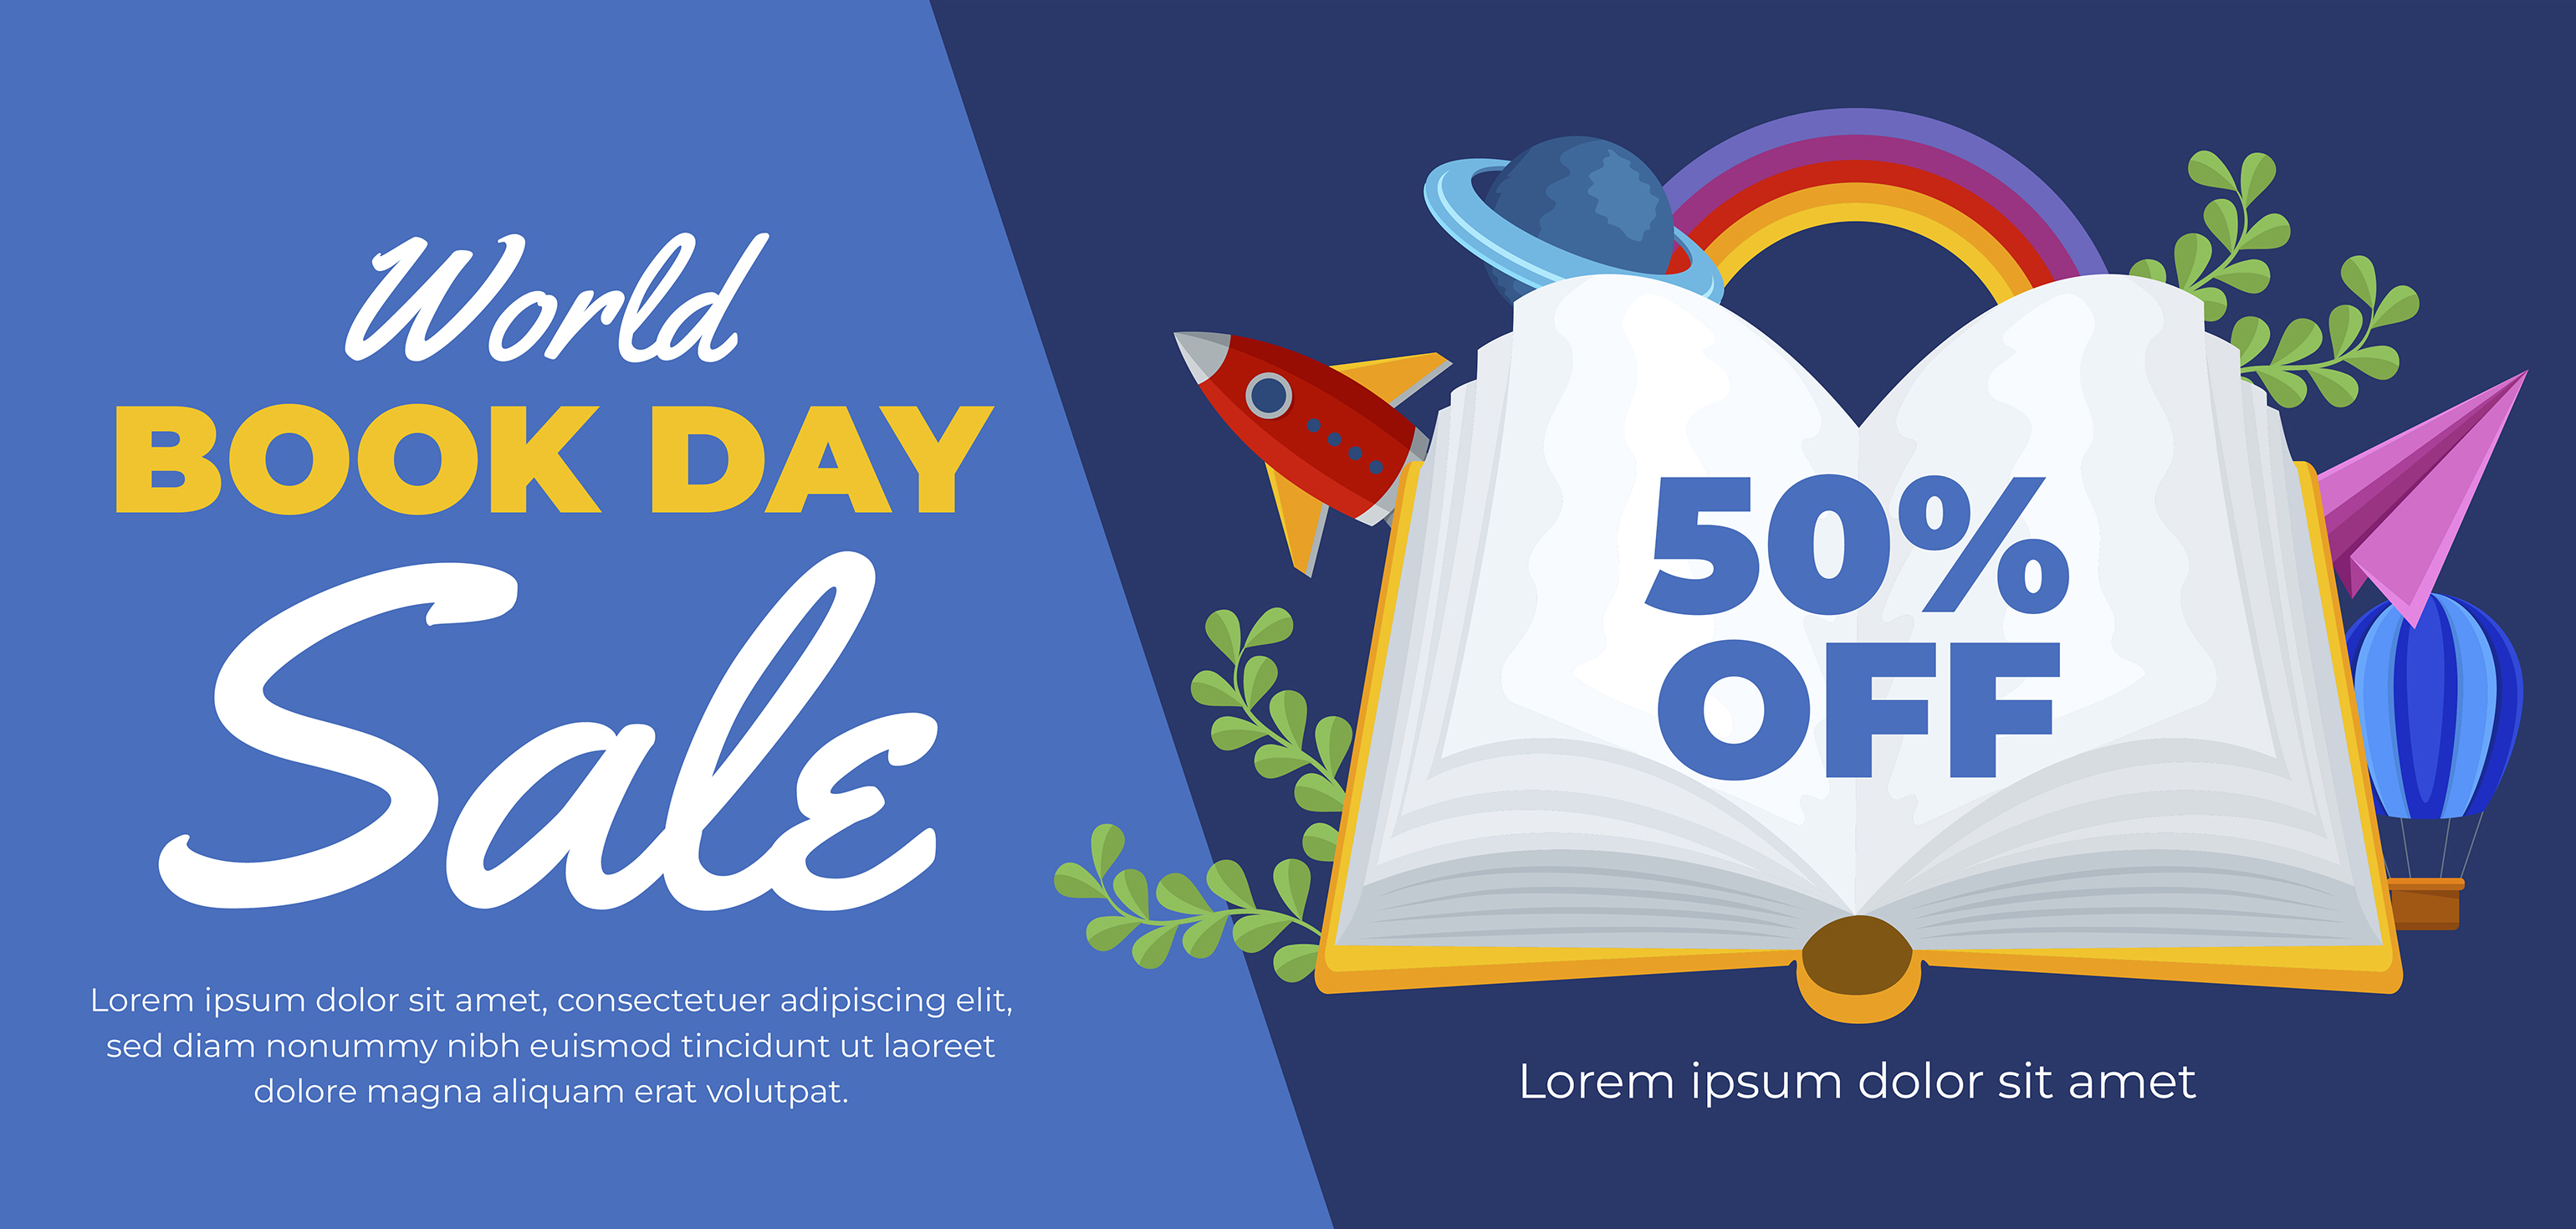 World
BOOK DAY
Sale
Lorem ipsum dolor sit amet, consectetuer adipiscing elit,
sed diam nonummy nibh euismod tincidunt ut laoreet
dolore magna aliquam erat volutpat.
50%
OFF
Lorem ipsum dolor sit amet